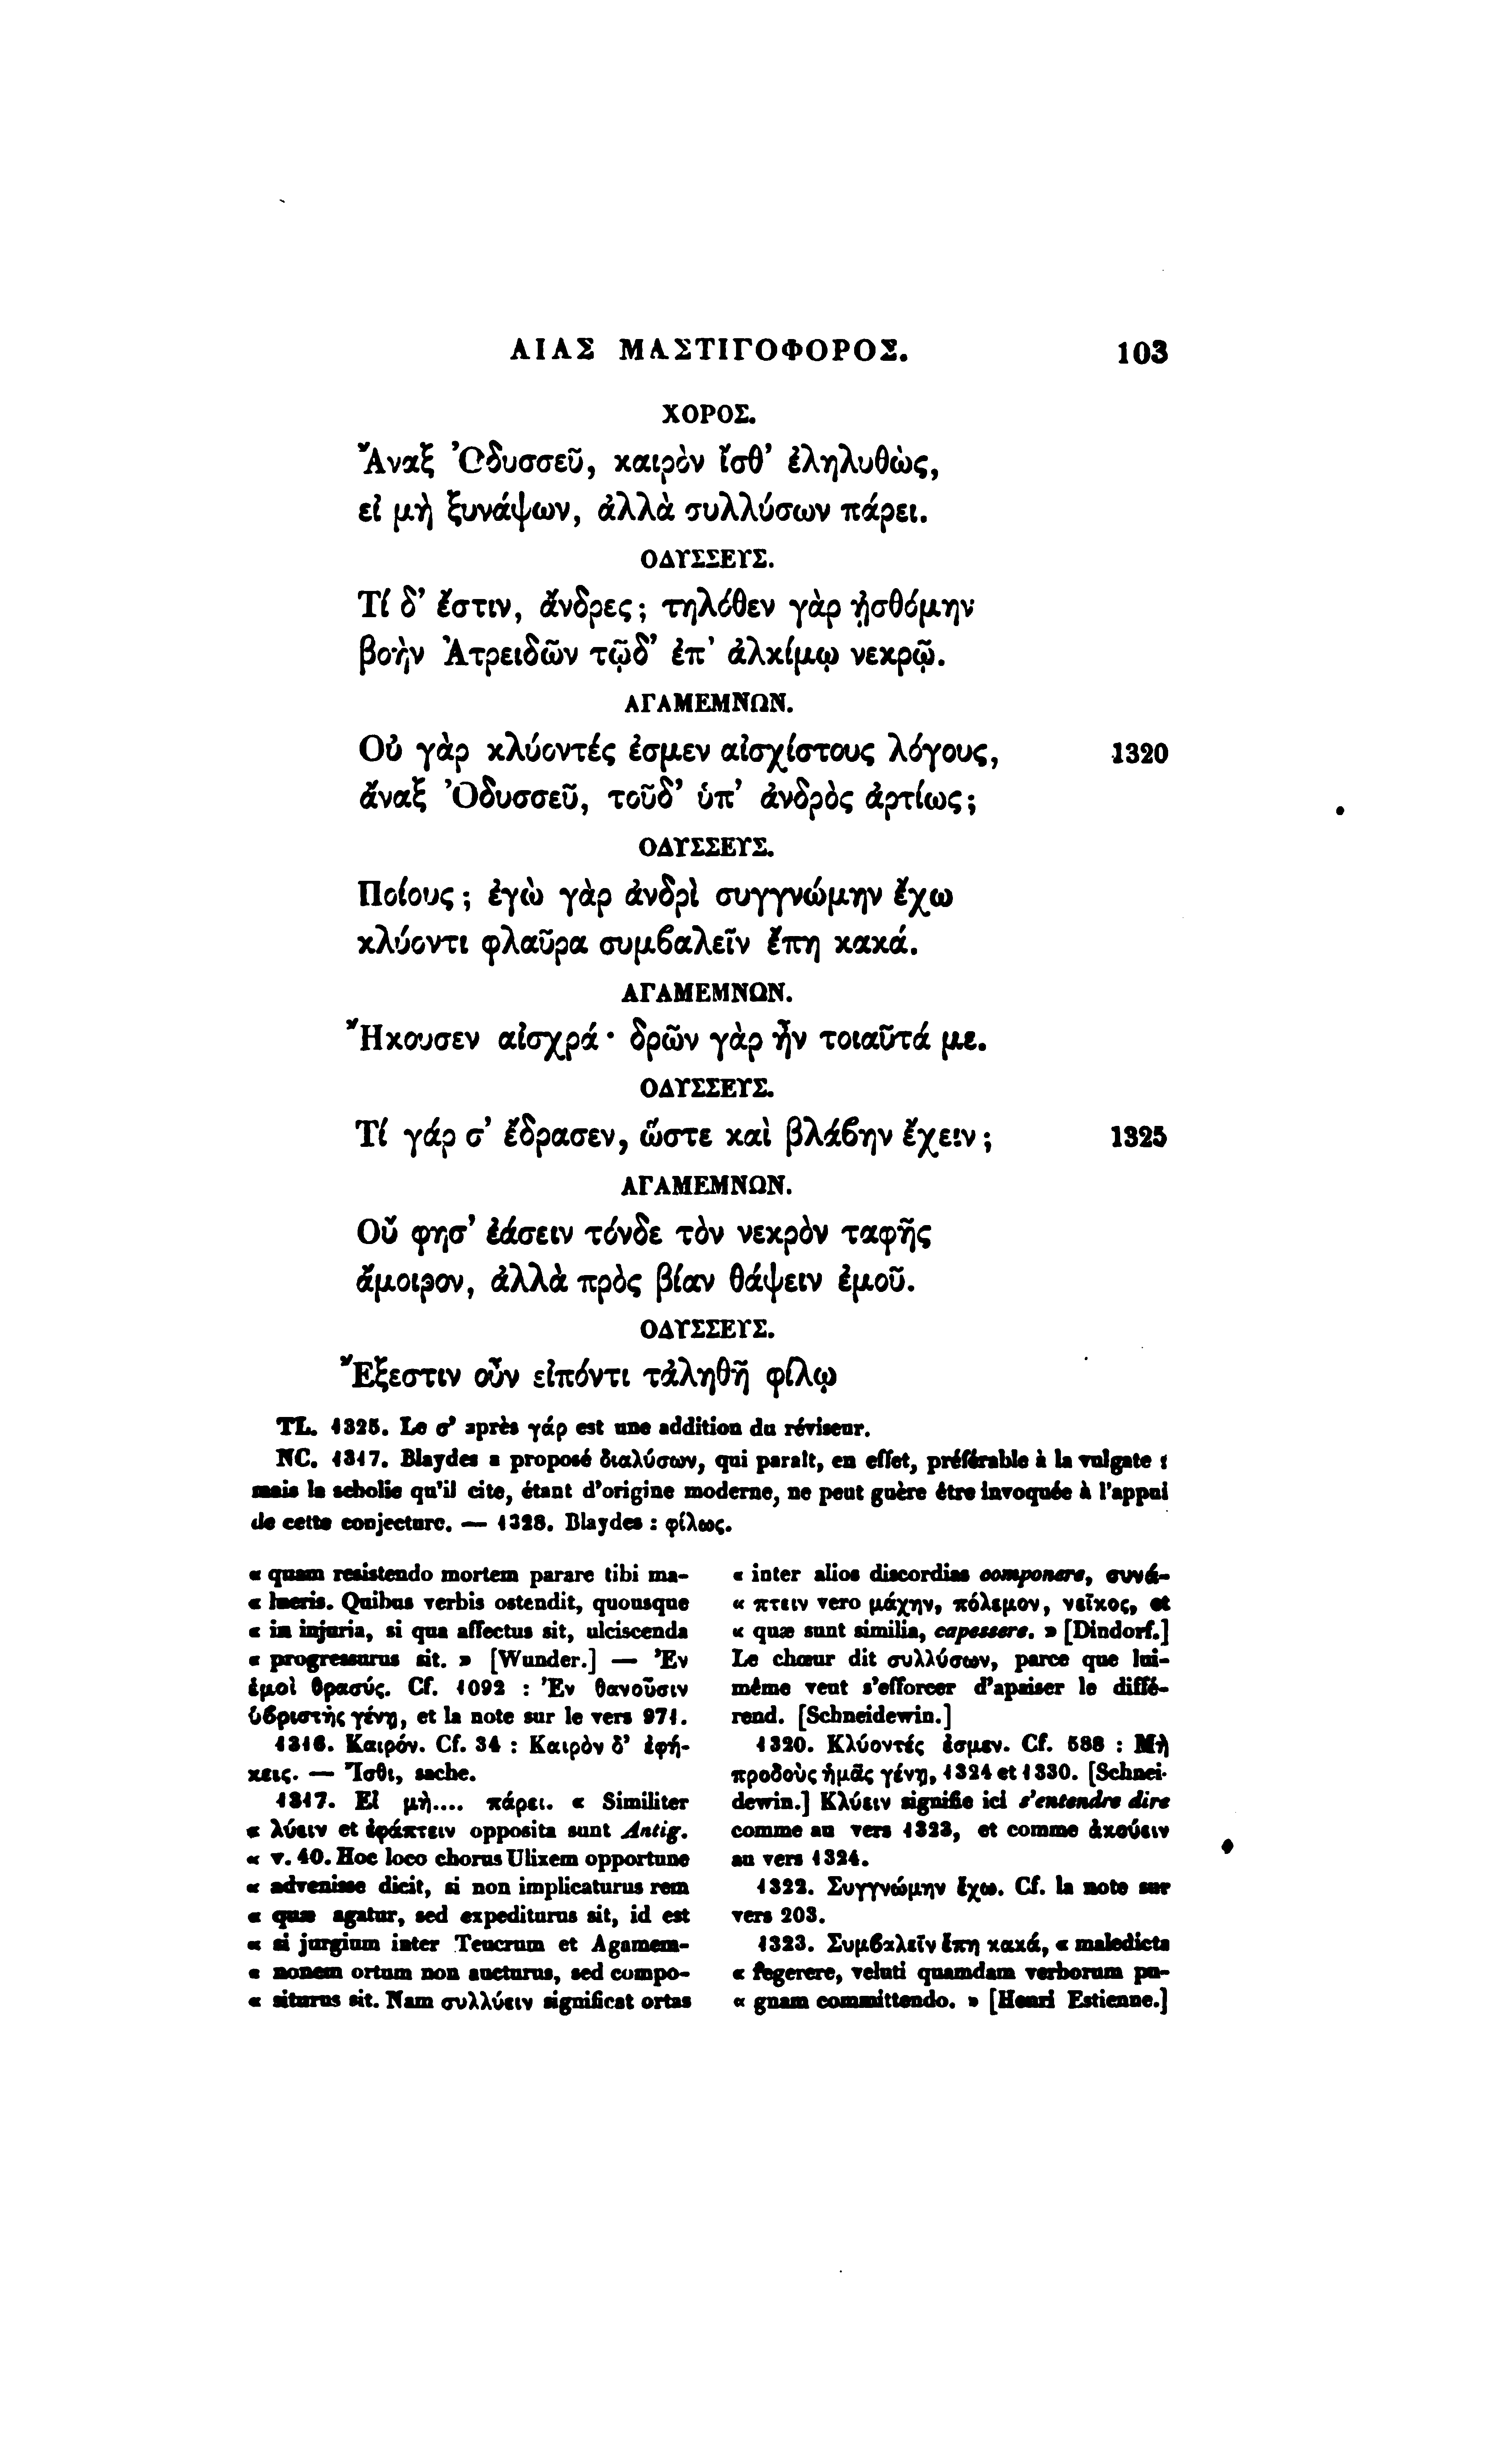 ΑΙΑΣ ΜΑΣΤΙΓΟΦΟΡΟΣ. 103
ΧΟΡΟΣ.
Ἄναξ Ὀδυσσεῦ, καιρὸν ἴσθ’ ἐληλυθὼς,
εἰ μὴ ξυνάψων, ἀλλὰ συλλύσων πάρει.
ΟΔΥΣΣΕΥΣ.
Τί δ’ ἔστιν, ἄνδρες; τηλόθεν γὰρ ᾐσθόμην
βοὴν Ἀτρειδῶν τῷδ’ ἐπ’ ἀλκίμῳ νεκρῷ.
ΑΓΑΜΕΜΝΩΝ.
Οὐ γὰρ κλύοντές ἐσμεν αἰσχίστους λόγους, 1320
ἄναξ Ὀδυσσεῦ, τοῦδ’ ὑπ’ ἀνδρὸς ἀρτίως;
ΟΔΥΣΣΕΥΣ.
Ποίους; ἐγὼ γὰρ ἀνδρὶ συγγνώμην ἔχω
κλύοντι φλαῦρα συμϐαλεῖν ἔπη κακά.
ΑΓΑΜΕΜΝΩΝ.
Ἤκουσεν αἰσχρά· δρῶν γὰρ ἦν τοιαῦτά με.
ΟΔΥΣΣΕΥΣ.
Τί γάρ σ’ ἔδρασεν, ὥστε καὶ βλάϐην ἔχειν; 1325
ΑΓΑΜΕΜΝΩΝ.
Οὔ φησ’ ἐάσειν τόνδε τὸν νεκρὸν ταφῆς
ἄμοιρον, ἀλλὰ πρὸς βίαν θάψειν ἐμοῦ.
ΟΔΥΣΣΕΥΣ.
Ἔξεστιν οὖν εἰπόντι τἀληθῆ φίλῳ
TL. 1325. Le σ’ après γάρ est une addition du réviseur.
NC. 1317. Blaydes a proposé διαλύσων, qui paraît, en effet, préférable à la vulgate :
mais la scholie qu'il cite, étant d'origine moderne, ne peut guère être invoquée à l'appui
de cette conjecture. — 1328. Blaydes : φίλως.
« quam resistendo mortem parare tibi ma-
« lueris. Quibus verbis ostendit, quousque
« in injuria, si qua affectus sit, ulciscenda
« progressurus sit. » [Wunder.] — Ἐν
ἐμοὶ θρασύς. Cf. 1092 : Ἐν θανοῦσιν
ὑϐριστὴς γένῃ, et la note sur le vers 971.
1316. Καιρόν. Cf. 34 : Καιρὸν δ’ ἐφή-
κεις. — Ἴσθι, sache.
1317. Εἰ μὴ.... πάρει. « Similiter
« λύειν et ἐφάπτειν opposita sunt Antig.
« v. 40. Hoc loco chorus Ulixem opportune
« advenisse dicit, si non implicaturus rem
« quæ agatur, sed expediturus sit, id est
« si jurgium inter Teucrum et Agamem-
« nonem ortum non aucturus, sed compo-
« siturus sit. Nam συλλύειν significat ortas
« inter alios discordias componere, συνά-
« πτειν vero μάχην, πόλεμον, νεῖκος, et
« quæ sunt similia, capessere. » [Dindorf.]
Le chœur dit συλλύσων, parce que lui-
même veut s'efforcer d'apaiser le diffé-
rend. [Schneidewin.]
1320. Κλύοντές ἐσμεν. Cf. 588 : Μὴ
προδοὺς ἡμᾶς γένῃ, 1324 et 1330. [Schnei-
dewin.] Κλύειν signifie ici s'entendre dire
comme au vers 1323, et comme ἀκούειν
au vers 1324.
1322. Συγγνώμην ἔχω. Cf. la note sur
vers 203.
1323. Συμϐαλεῖν ἔπη κακά, « maledicta
« regerere, veluti quamdam verborum pu-
« gnam committendo. » [Henri Estienne.]